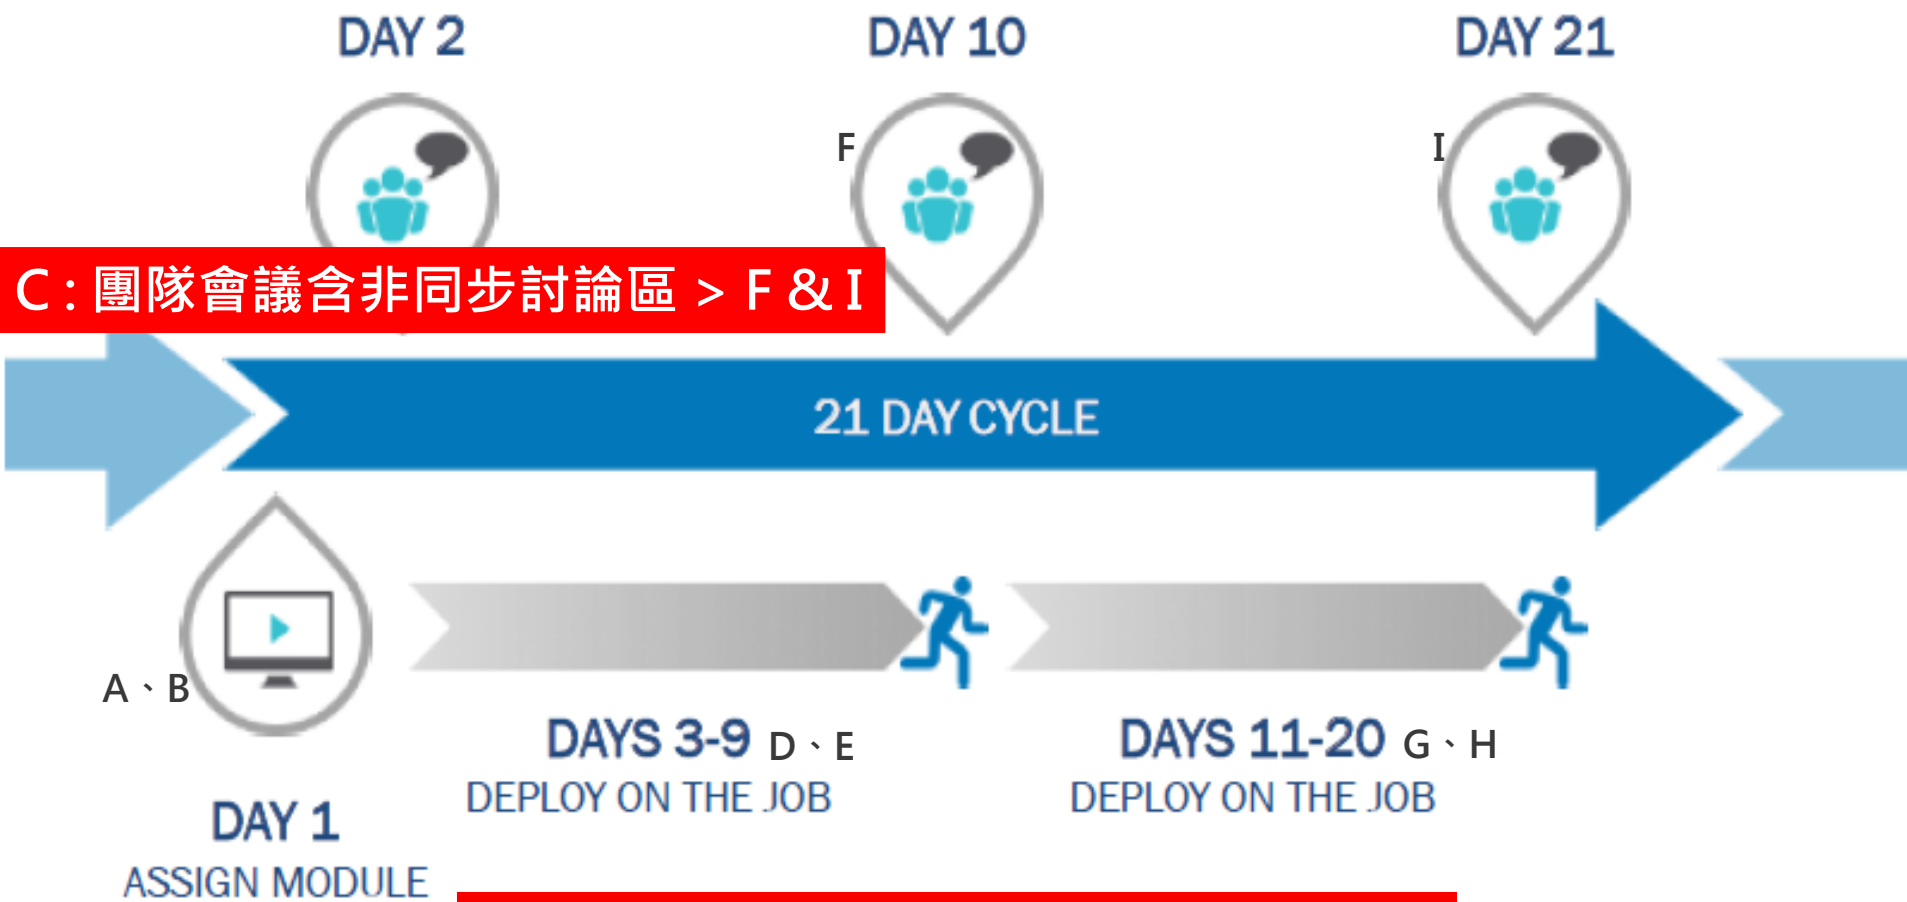 DAY 2
DAY 10
DAY 21
F
I
C : 團隊會議含非同步討論區 > F & I
21 DAY CYCLE
A、B
DAYS 3-9 D、E
DEPLOY ON THE JOB
DAYS 11-20 G、H
DEPLOY ON THE JOB
DAY 1
ASSIGN MODULE